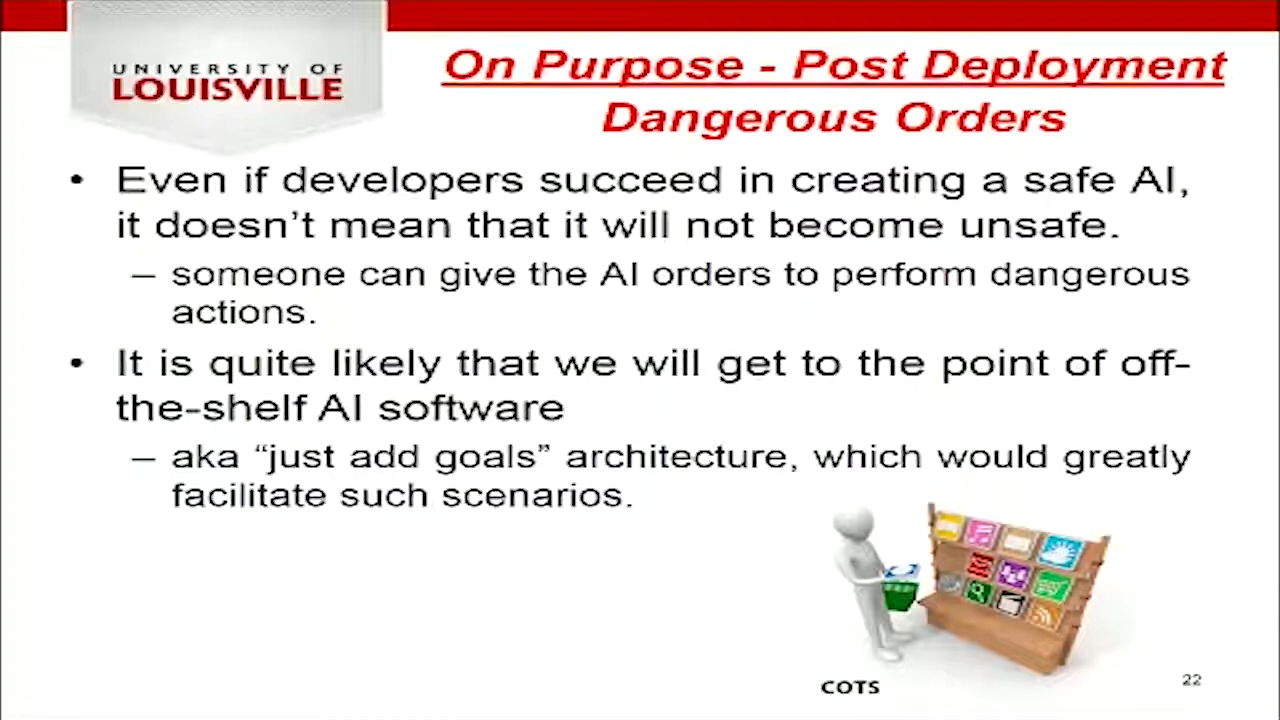 UNIVERSITY OF
LOUISVILLE
On Purpose - Post Deployment
Dangerous Orders
• Even if developers succeed in creating a safe AI,
it doesn’t mean that it will not become unsafe.
– someone can give the AI orders to perform dangerous
actions.
• It is quite likely that we will get to the point of off-
the-shelf AI software
– aka “just add goals” architecture, which would greatly
facilitate such scenarios.
COTS
22